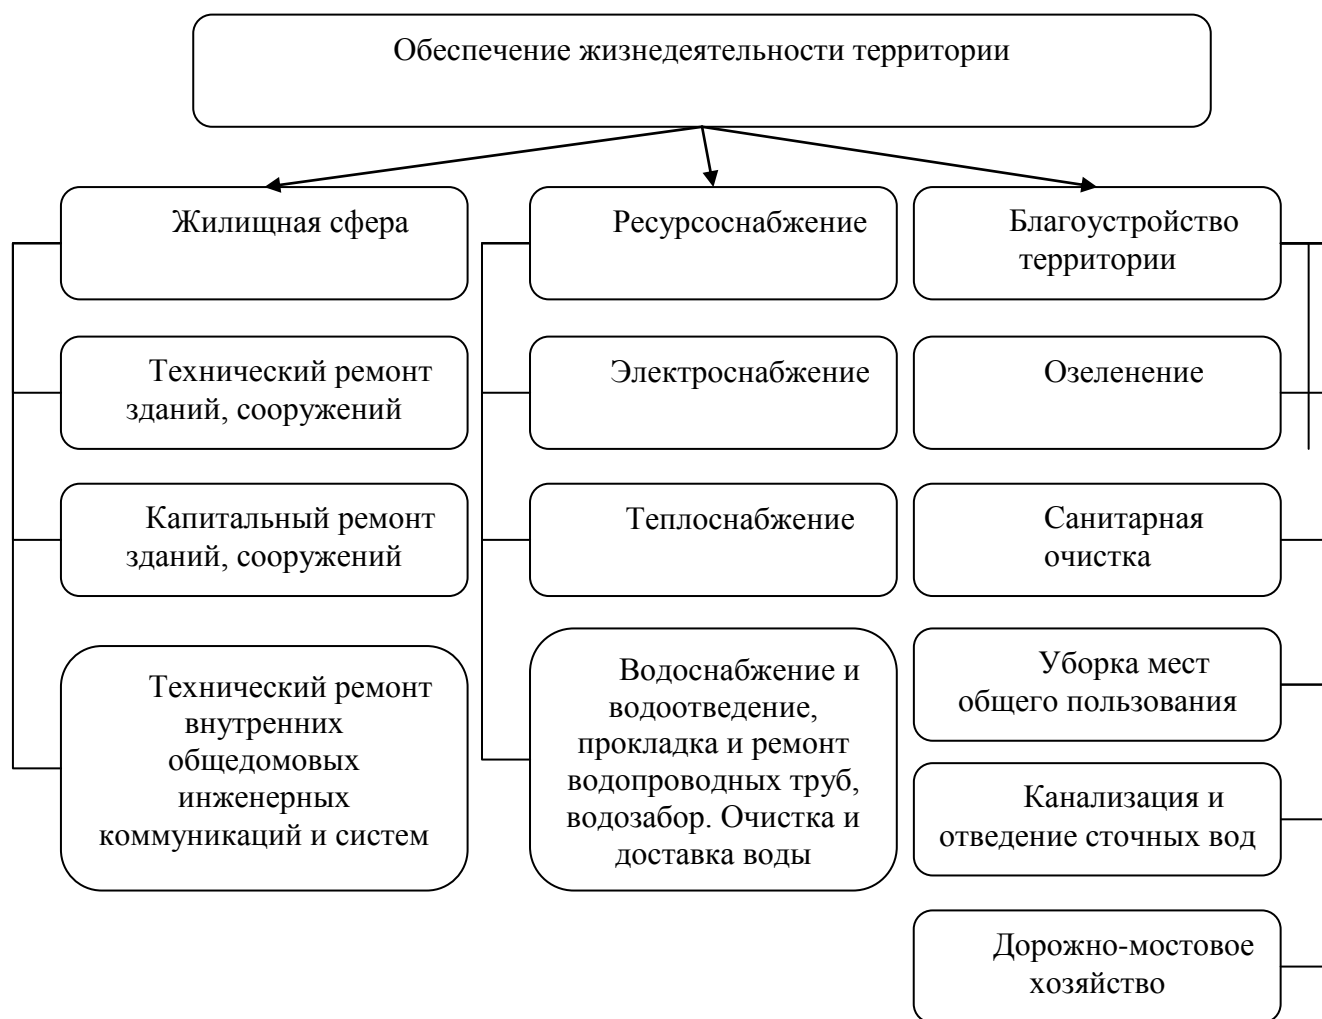 Обеспечение жизнедеятельности территории
Жилищная сфера
Ресурсоснабжение
Благоустройство
территории
Технический ремонт
зданий, сооружений
Электроснабжение
Озеленение
Капитальный ремонт
зданий, сооружений
Теплоснабжение
Санитарная
очистка
Технический ремонт
внутренних
общедомовых
инженерных
коммуникаций и систем
Водоснабжение и
водоотведение,
прокладка и ремонт
водопроводных труб,
водозабор. Очистка и
доставка воды
Уборка мест
общего пользования
Канализация и
отведение сточных вод
Дорожно-мостовое
хозяйство